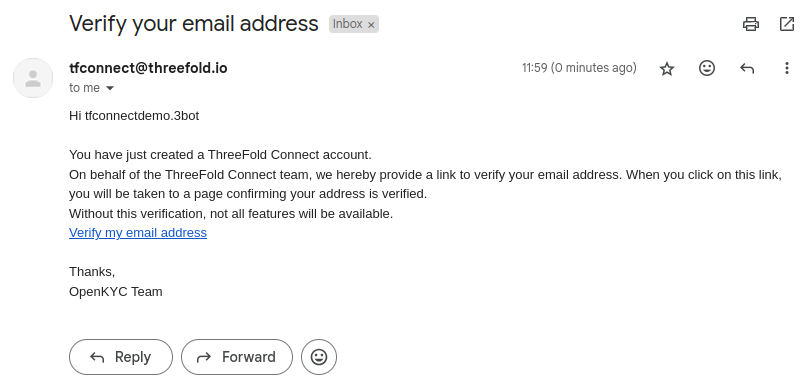 Verify your email address Inbox ×
tfconnect@threefold.io 11:59 (0 minutes ago)
to me
Hi tfconnectdemo.3bot
You have just created a ThreeFold Connect account.
On behalf of the ThreeFold Connect team, we hereby provide a link to verify your email address. When you click on this link,
you will be taken to a page confirming your address is verified.
Without this verification, not all features will be available.
Verify my email address
Thanks,
OpenKYC Team
Reply Forward